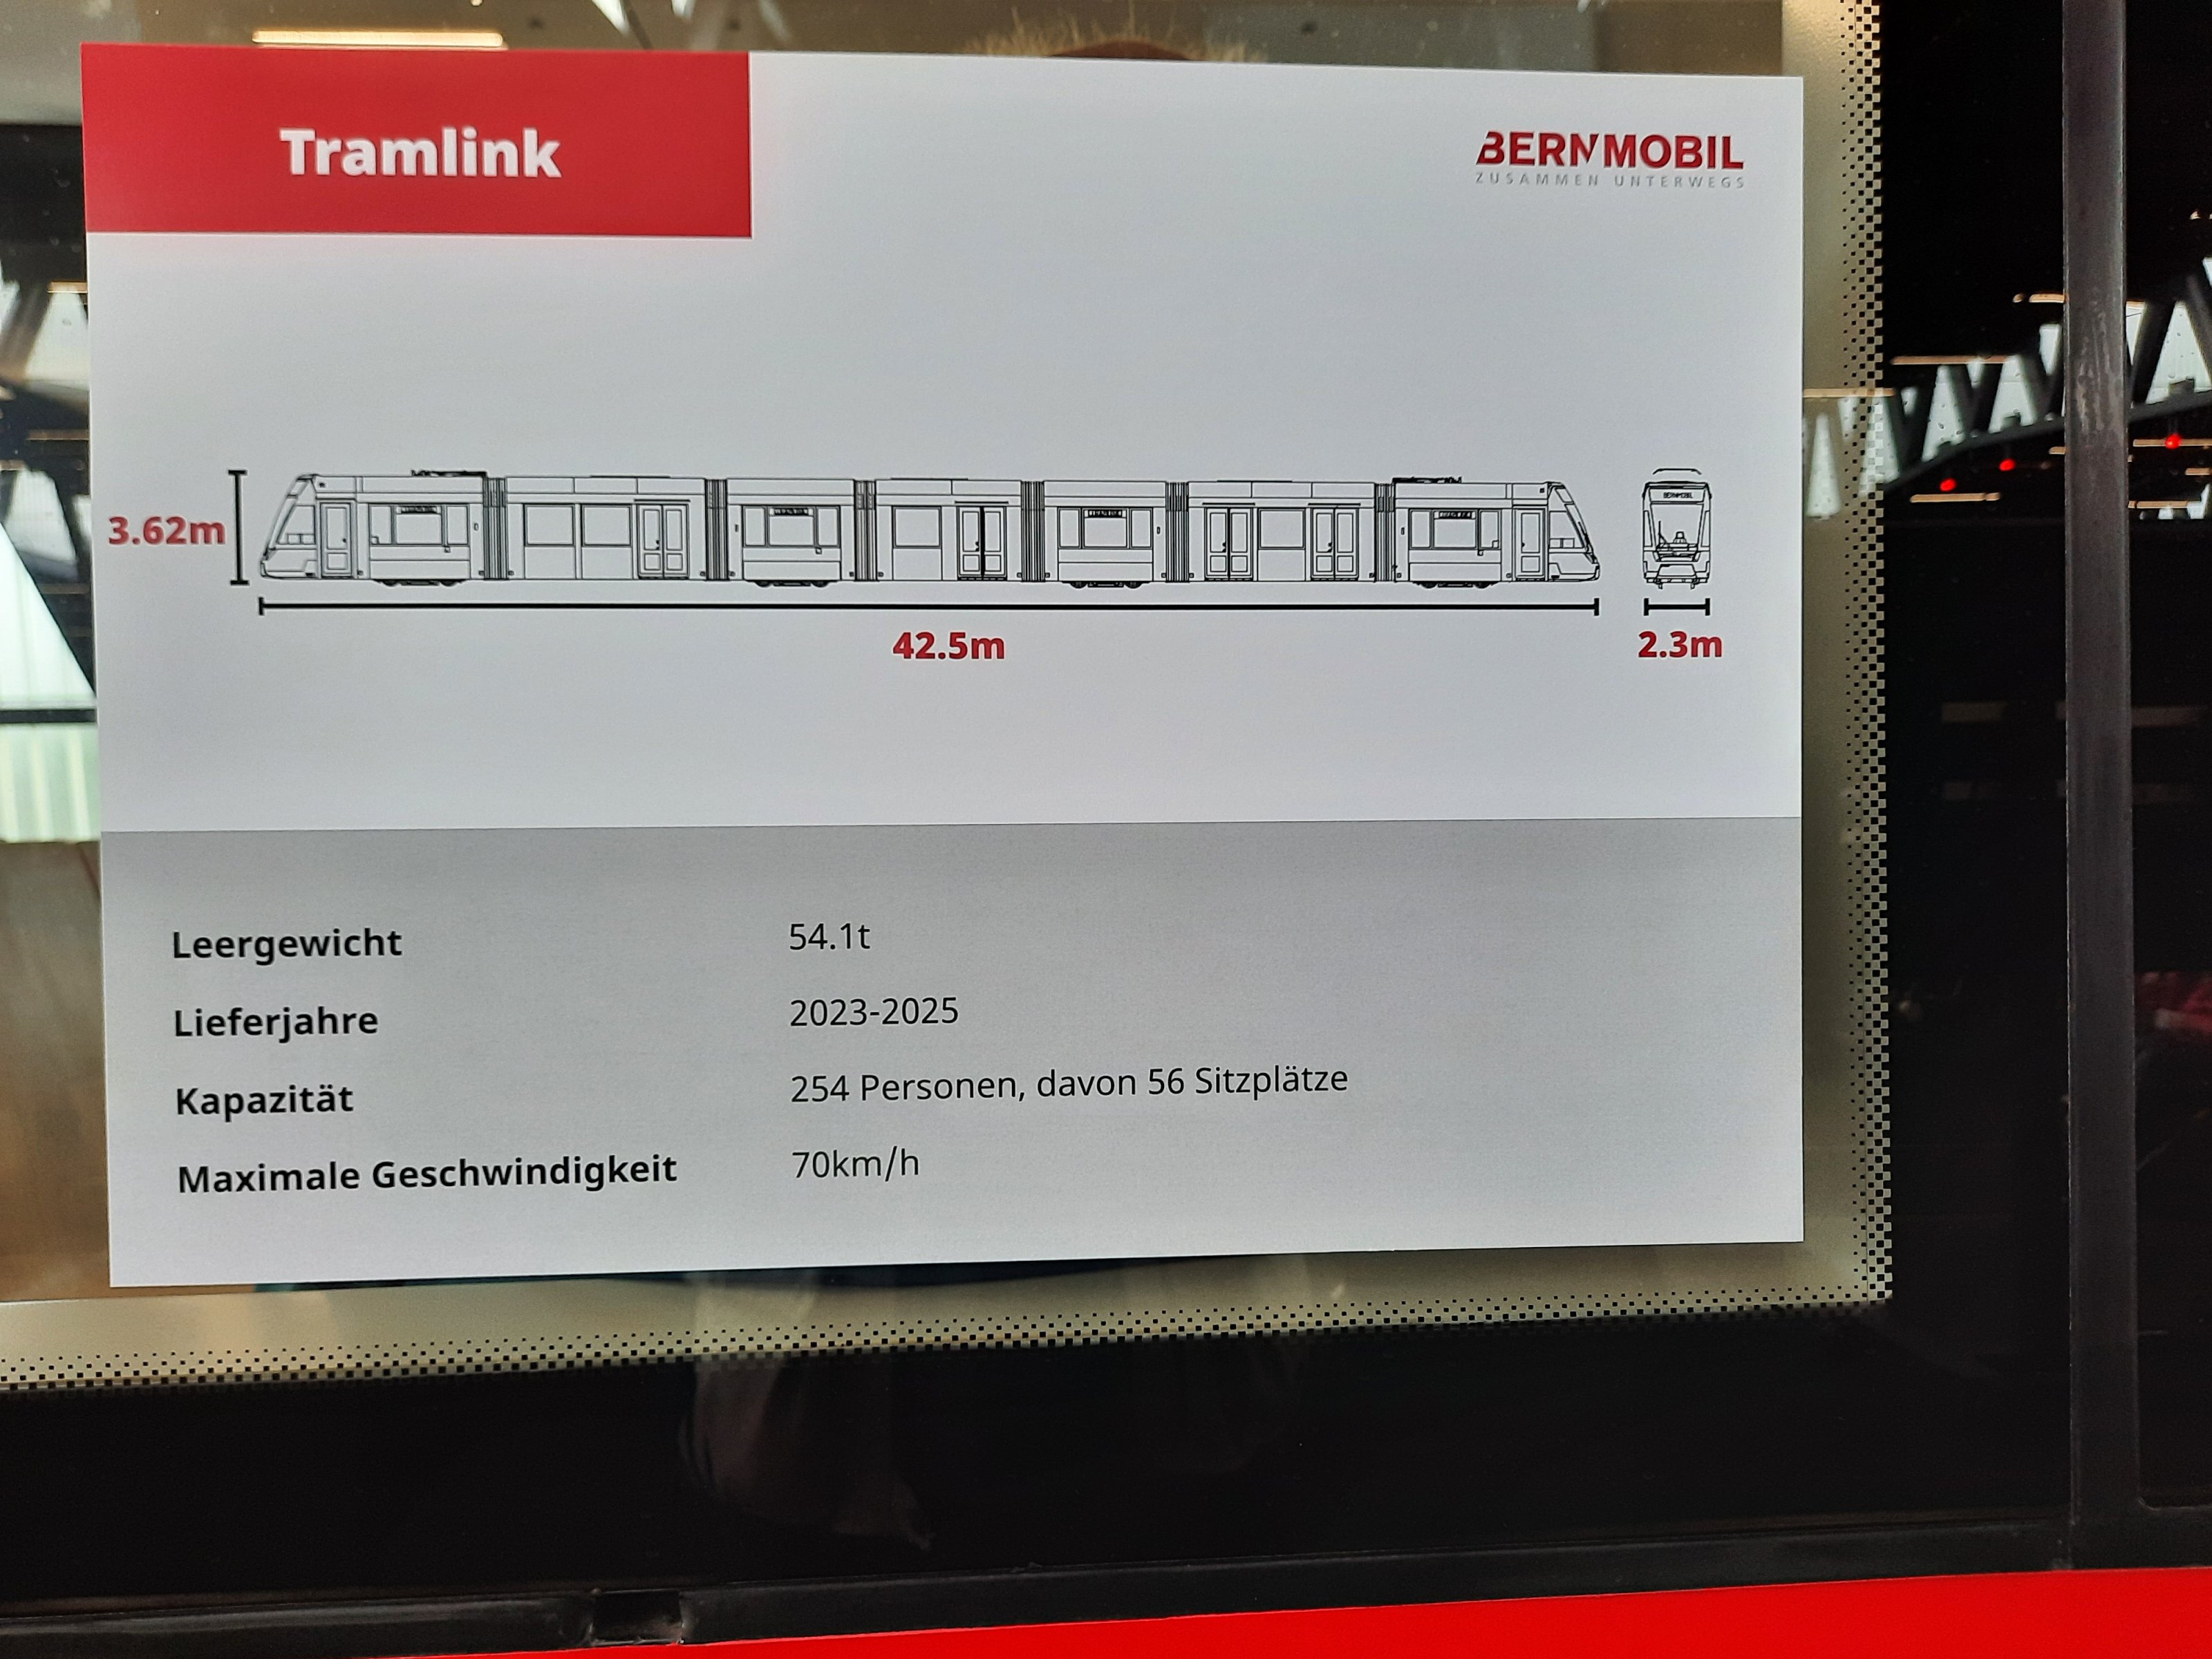 Tramlink
BERNMOBIL
ZUSAMMEN UNTERWEGS
3.62m
BERNMOBIL
42.5m
2.3m
Leergewicht 54.1t
Lieferjahre 2023-2025
Kapazität 254 Personen, davon 56 Sitzplätze
Maximale Geschwindigkeit 70km/h